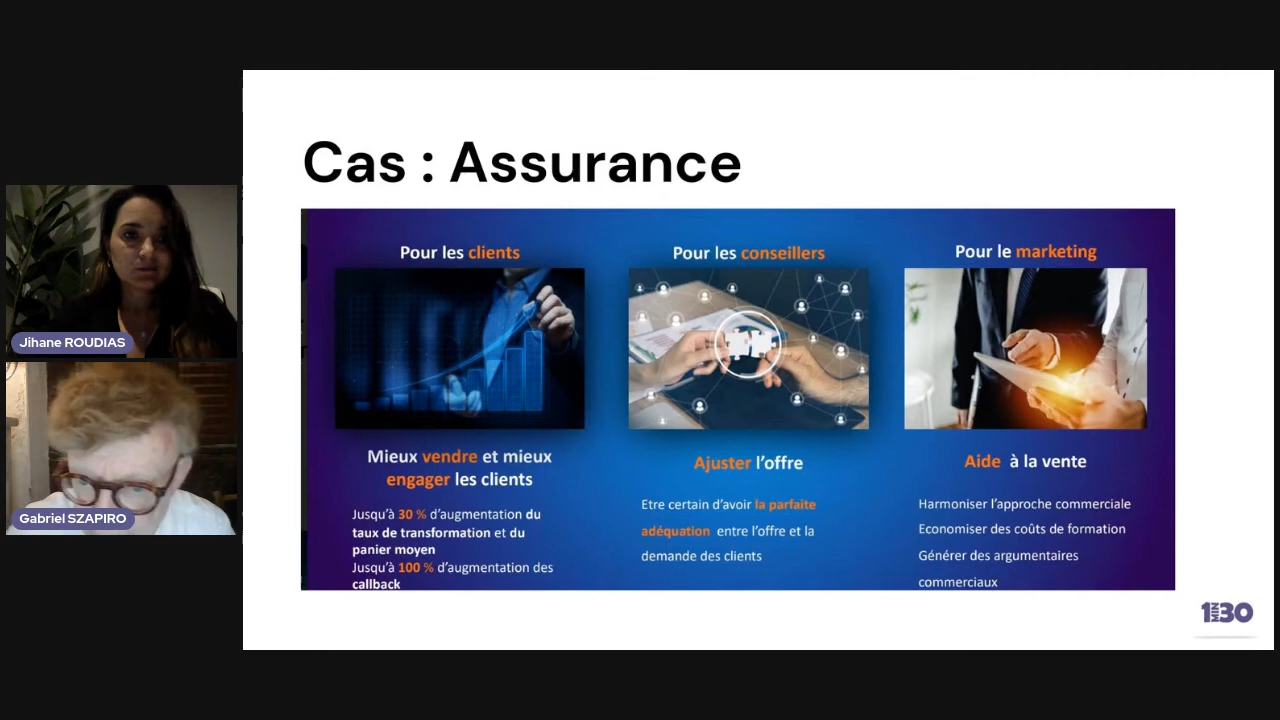 Cas : Assurance
Pour les clients
Mieux vendre et mieux
engager les clients
Jusqu’à 30 % d’augmentation du
taux de transformation et du
panier moyen
Jusqu’à 100 % d’augmentation des
callback
Pour les conseillers
Ajuster l’offre
Etre certain d’avoir la parfaite
adéquation entre l’offre et la
demande des clients
Pour le marketing
Aide à la vente
Harmoniser l’approche commerciale
Economiser des coûts de formation
Générer des argumentaires
commerciaux
Jihane ROUDIAS
Gabriel SZAPIRO
1MIN30